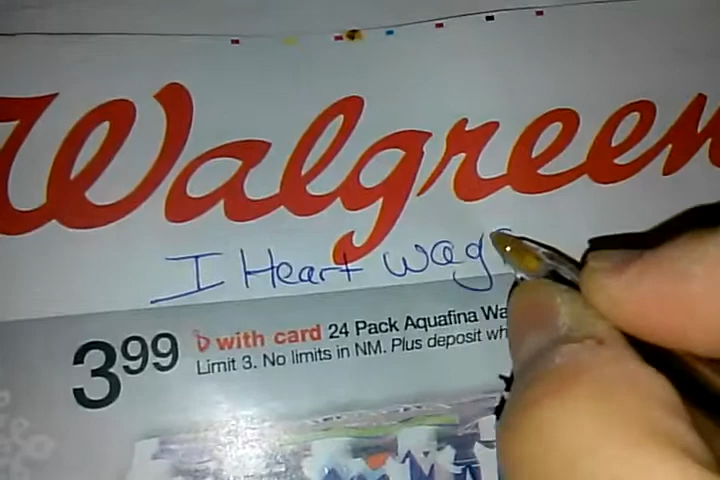 Walgreen
I Heart wags
3.99 with card 24 Pack Aquafina Wa
Limit 3. No limits in NM. Plus deposit wh